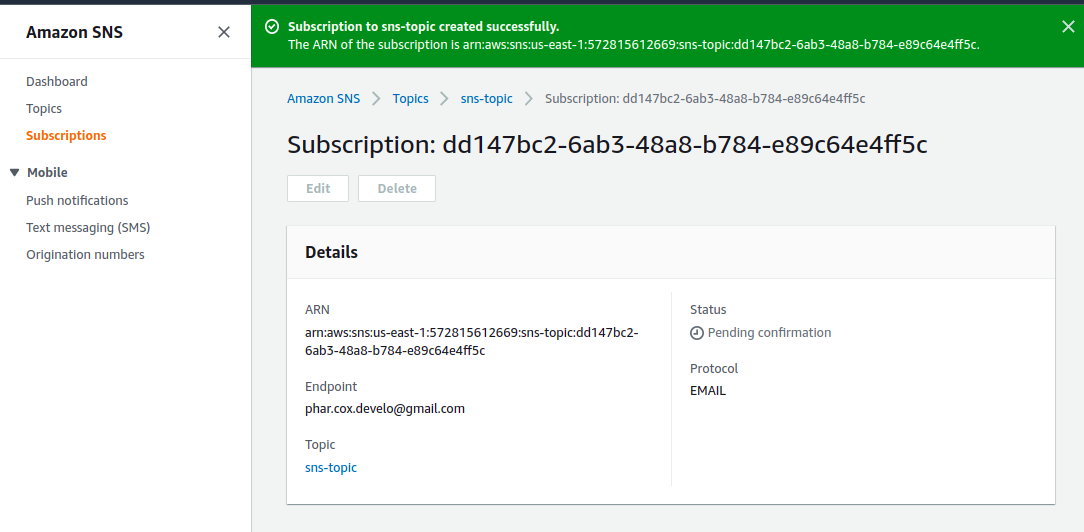 Amazon SNS
Dashboard
Topics
Subscriptions
Mobile
Push notifications
Text messaging (SMS)
Origination numbers
Subscription to sns-topic created successfully.
The ARN of the subscription is arn:aws:sns:us-east-1:572815612669:sns-topic:dd147bc2-6ab3-48a8-b784-e89c64e4ff5c.
Amazon SNS Topics sns-topic Subscription: dd147bc2-6ab3-48a8-b784-e89c64e4ff5c
Subscription: dd147bc2-6ab3-48a8-b784-e89c64e4ff5c
Edit Delete
Details
ARN
arn:aws:sns:us-east-1:572815612669:sns-topic:dd147bc2-
6ab3-48a8-b784-e89c64e4ff5c
Endpoint
phar.cox.develo@gmail.com
Topic
sns-topic
Status
Pending confirmation
Protocol
EMAIL